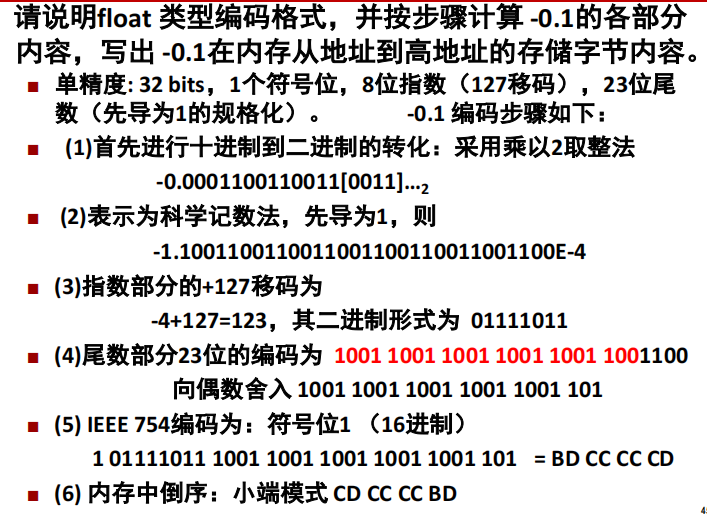 请说明float 类型编码格式，并按步骤计算 -0.1的各部分
内容，写出 -0.1在内存从地址到高地址的存储字节内容。
■ 单精度: 32 bits，1个符号位，8位指数（127移码），23位尾
数（先导为1的规格化）。 -0.1 编码步骤如下：
■ (1)首先进行十进制到二进制的转化：采用乘以2取整法
-0.0001100110011[0011]...2
■ (2)表示为科学记数法，先导为1，则
-1.1001100110011001100110011001100E-4
■ (3)指数部分的+127移码为
-4+127=123，其二进制形式为 01111011
■ (4)尾数部分23位的编码为 1001 1001 1001 1001 1001 1001100
向偶数舍入 1001 1001 1001 1001 1001 101
■ (5) IEEE 754编码为：符号位1 （16进制）
1 01111011 1001 1001 1001 1001 1001 101 = BD CC CC CD
■ (6) 内存中倒序：小端模式 CD CC CC BD